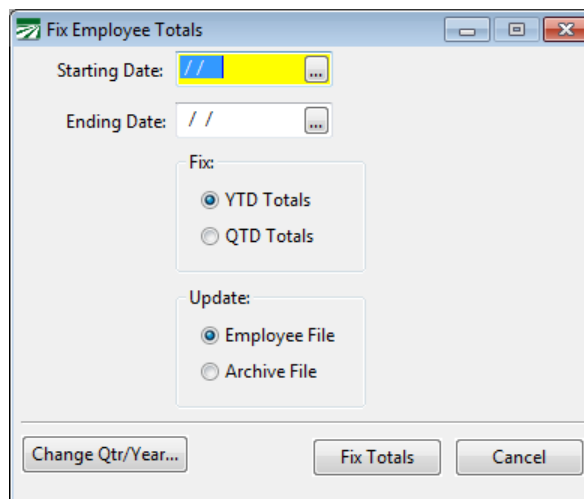 Fix Employee Totals
Starting Date: / / ...
Ending Date: / / ...
Fix:
YTD Totals
QTD Totals
Update:
Employee File
Archive File
Change Qtr/Year... Fix Totals Cancel